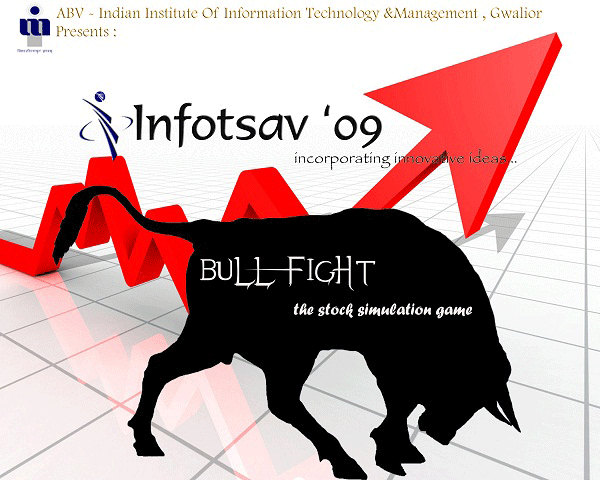 ABV - Indian Institute Of Information Technology &Management , Gwalior
Presents :
Infotsav ‘09
incorporating innovative ideas...
BULL FIGHT
the stock simulation game